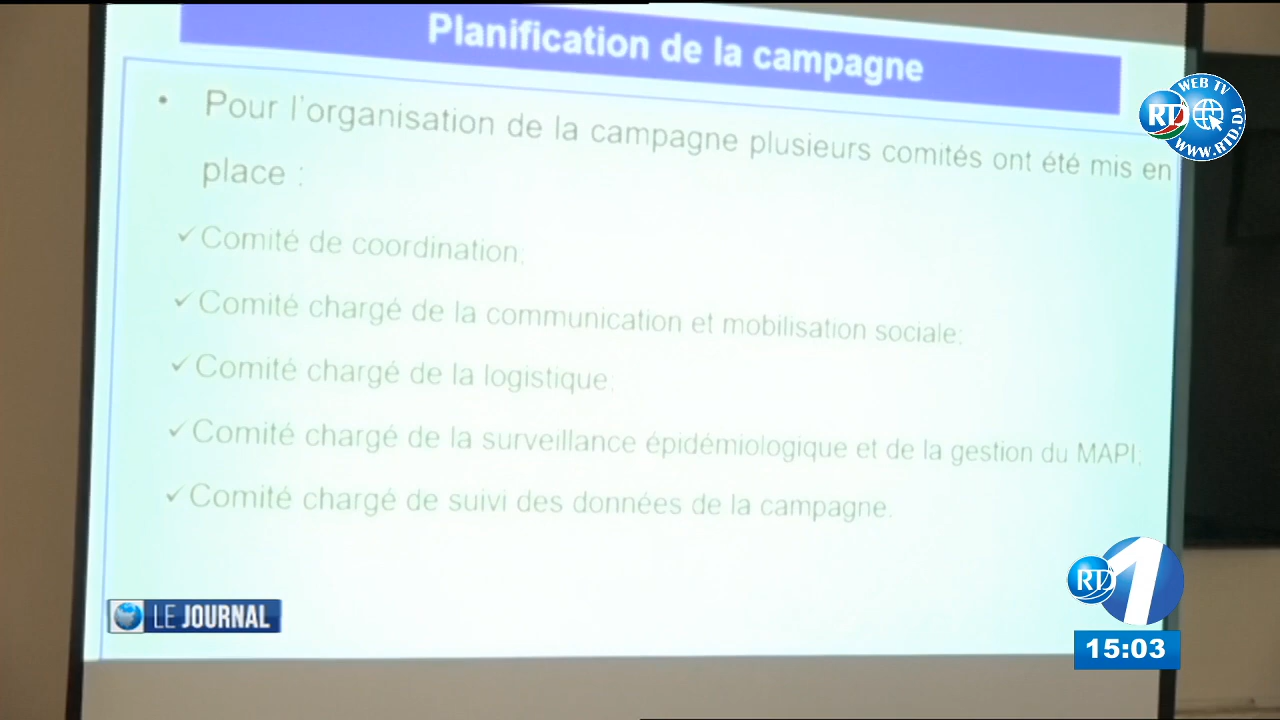 Planification de la campagne
• Pour l'organisation de la campagne plusieurs comités ont été mis en
place :
✓ Comité de coordination;
✓ Comité chargé de la communication et mobilisation sociale;
✓ Comité chargé de la logistique;
✓ Comité chargé de la surveillance épidémiologique et de la gestion du MAPI;
✓ Comité chargé de suivi des données de la campagne.
WEB TV
RTD
WWW.RTD.DJ
LE JOURNAL
RTD 1
15:03